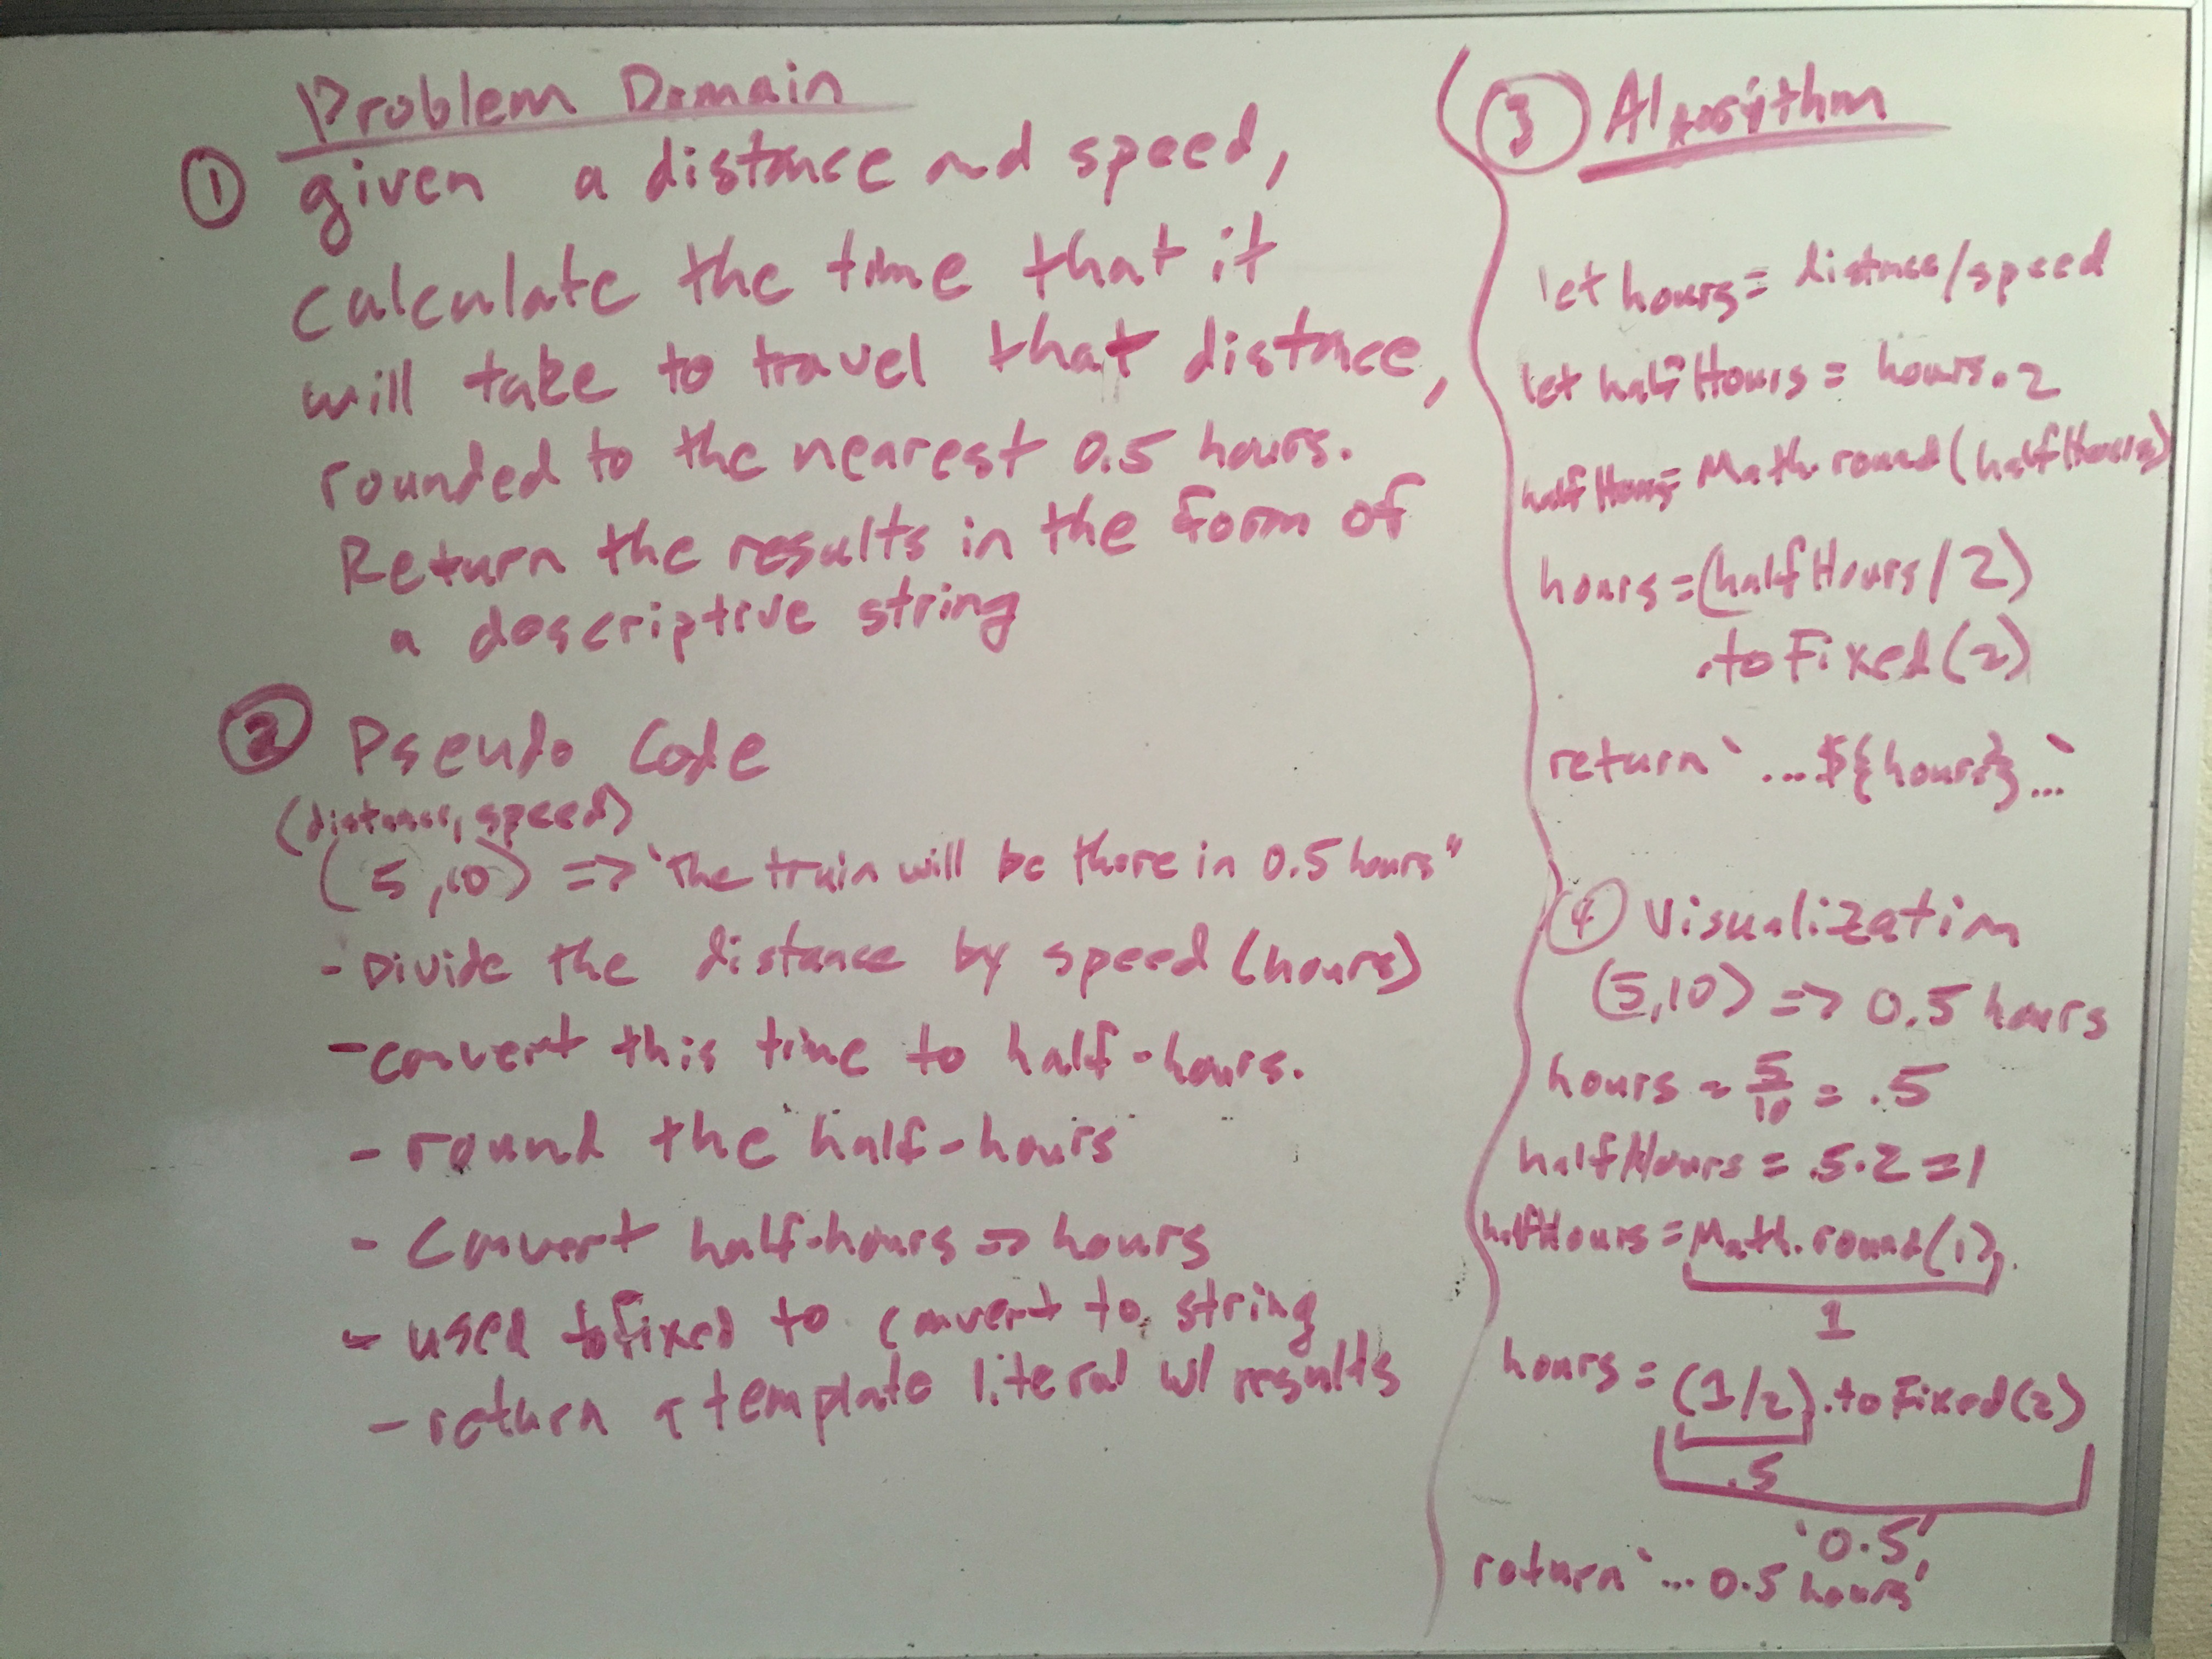 Problem Domain
① given a distance and speed,
calculate the time that it
will take to travel that distance,
rounded to the nearest 0.5 hours.
Return the results in the form of
a descriptive string
② Pseudo Code
(distance, speed)
(5,10) => "The train will be there in 0.5 hours"
- Divide the distance by speed (hours)
- convert this time to half-hours.
- round the half-hours
- Convert half-hours => hours
- used toFixed to convert to string
- return a template literal w/ results
③ Algorithm
let hours = distance/speed
let halfHours = hours · 2
halfHours = Math.round(halfHours)
hours = (halfHours/2)
.toFixed(2)
return `...${hours}...`
④ Visualization
(5,10) => 0.5 hours
hours = 5/10 = .5
halfHours = .5·2=1
halfHours = Math.round(1).
1
hours = (1/2).toFixed(2)
.5
'0.5'
return `... 0.5 hours'